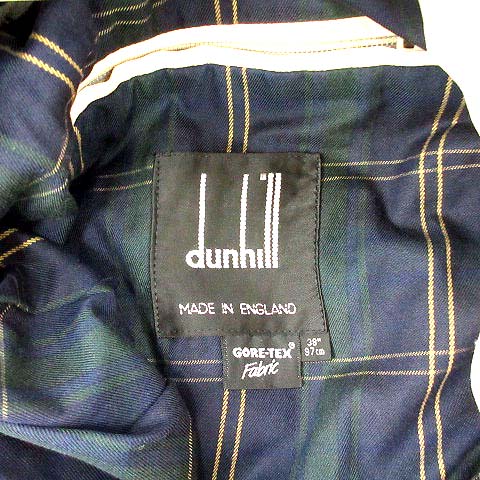 dunhill
MADE IN ENGLAND
GORE-TEX®
Fabric
38"
97cm